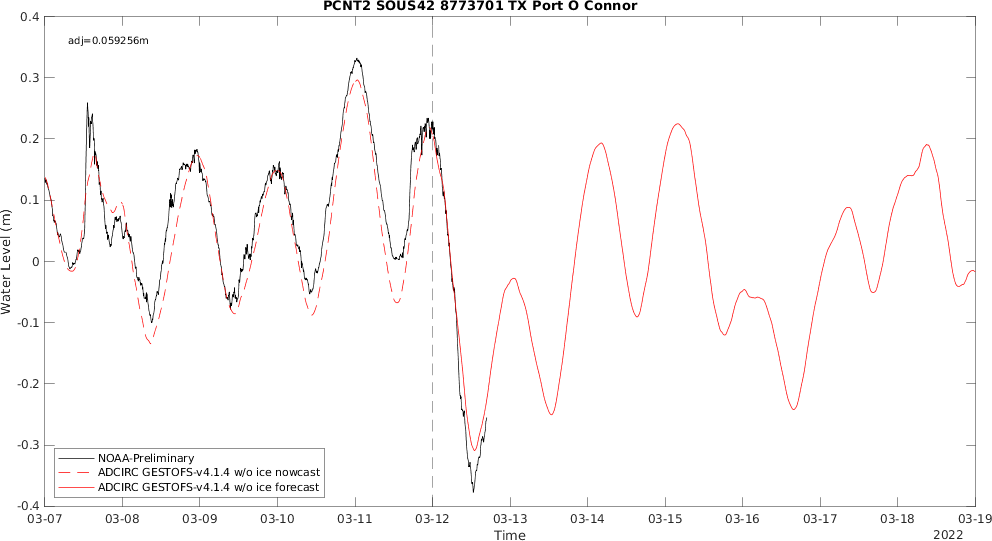 PCNT2 SOUS42 8773701 TX Port O Connor
adj=0.059256m
0.4
0.3
0.2
0.1
0
-0.1
-0.2
-0.3
-0.4
Water Level (m)
NOAA-Preliminary
ADCIRC GESTOFS-v4.1.4 w/o ice nowcast
ADCIRC GESTOFS-v4.1.4 w/o ice forecast
03-07 03-08 03-09 03-10 03-11 03-12 03-13 03-14 03-15 03-16 03-17 03-18 03-19
Time
2022